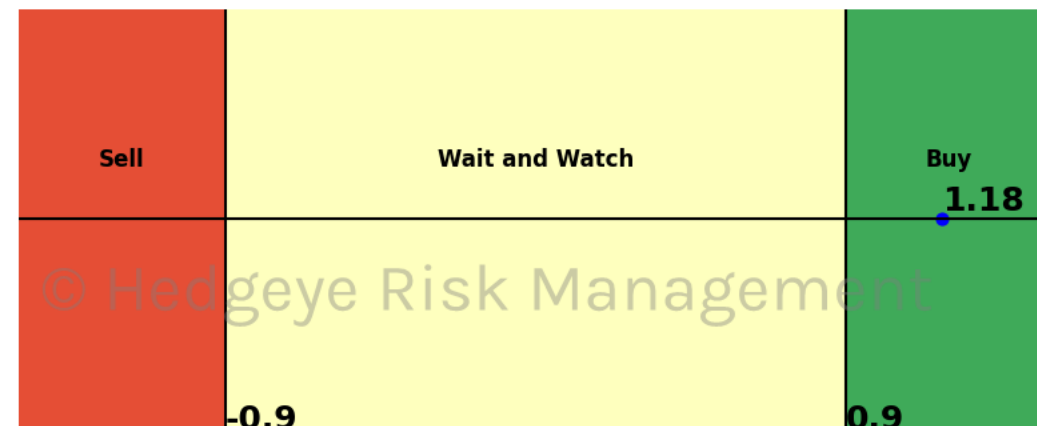 Sell
Wait and Watch
Buy
1.18
© Hedgeye Risk Management
-0.9
0.9